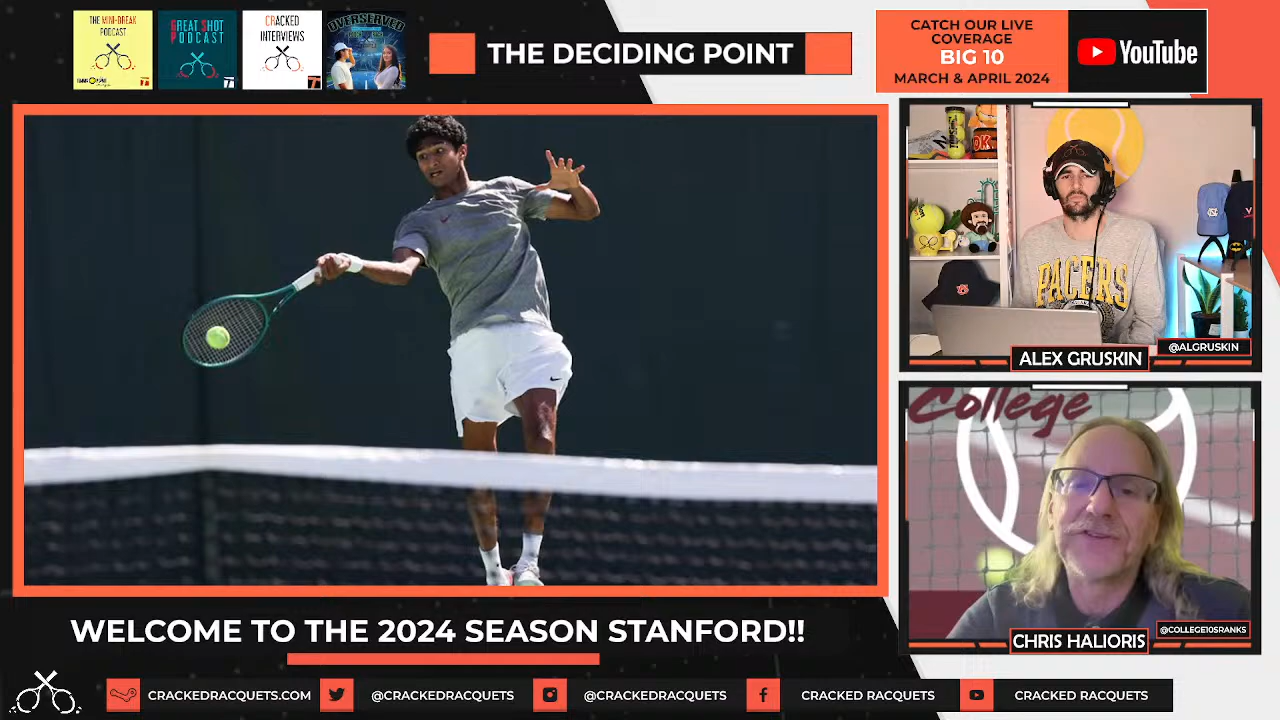 THE MINI-BREAK
PODCAST
GREAT SHOT
PODCAST
CRACKED
INTERVIEWS
OVERSERVED
THE DECIDING POINT
CATCH OUR LIVE
COVERAGE
BIG 10
MARCH & APRIL 2024
YouTube
PACERS
ALEX GRUSKIN
@ALGRUSKIN
College
CHRIS HALIORIS
@COLLEGE10SRANKS
WELCOME TO THE 2024 SEASON STANFORD!!
CRACKEDRACQUETS.COM
@CRACKEDRACQUETS
@CRACKEDRACQUETS
CRACKED RACQUETS
CRACKED RACQUETS